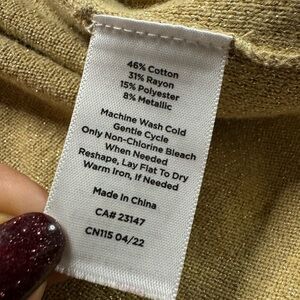 46% Cotton
31% Rayon
15% Polyester
8% Metallic
Machine Wash Cold
Gentle Cycle
Only Non-Chlorine Bleach
When Needed
Reshape, Lay Flat To Dry
Warm Iron, If Needed
Made in China
CA# 23147
CN115 04/22